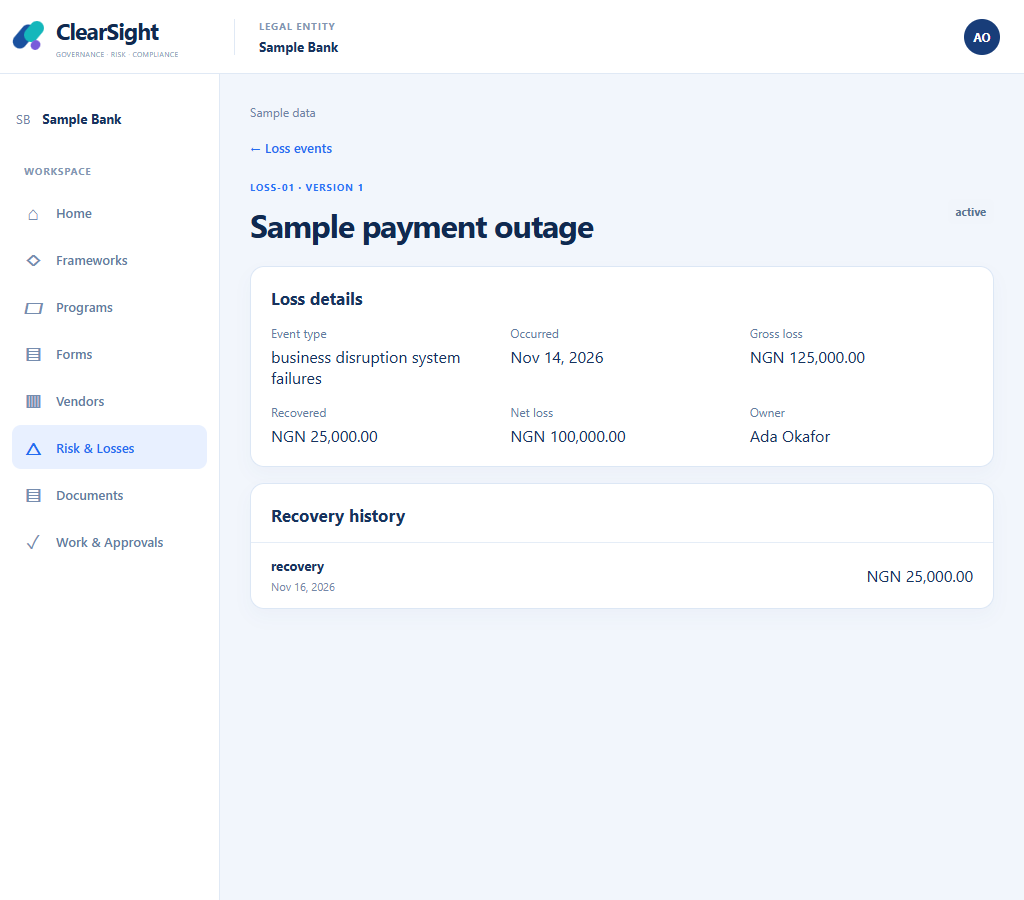 ClearSight
GOVERNANCE · RISK · COMPLIANCE
LEGAL ENTITY
Sample Bank
AO
SB Sample Bank
WORKSPACE
Home
Frameworks
Programs
Forms
Vendors
Risk & Losses
Documents
Work & Approvals
Sample data
← Loss events
LOSS-01 · VERSION 1
Sample payment outage
active
Loss details
Event type
business disruption system
failures
Occurred
Nov 14, 2026
Gross loss
NGN 125,000.00
Recovered
NGN 25,000.00
Net loss
NGN 100,000.00
Owner
Ada Okafor
Recovery history
recovery
Nov 16, 2026
NGN 25,000.00